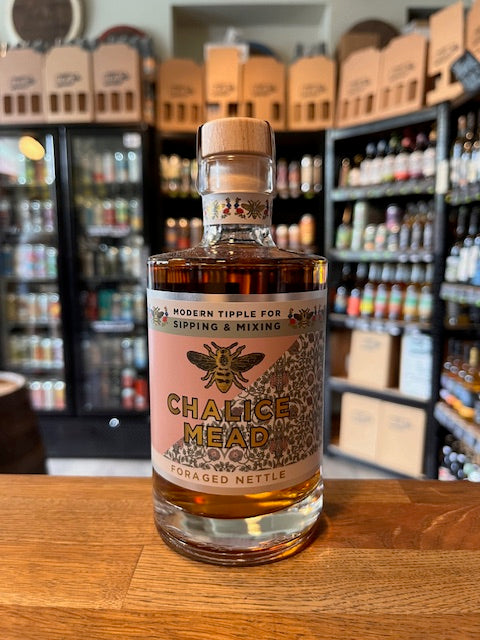 MODERN TIPPLE FOR
SIPPING & MIXING
CHALICE
MEAD
FORAGED NETTLE